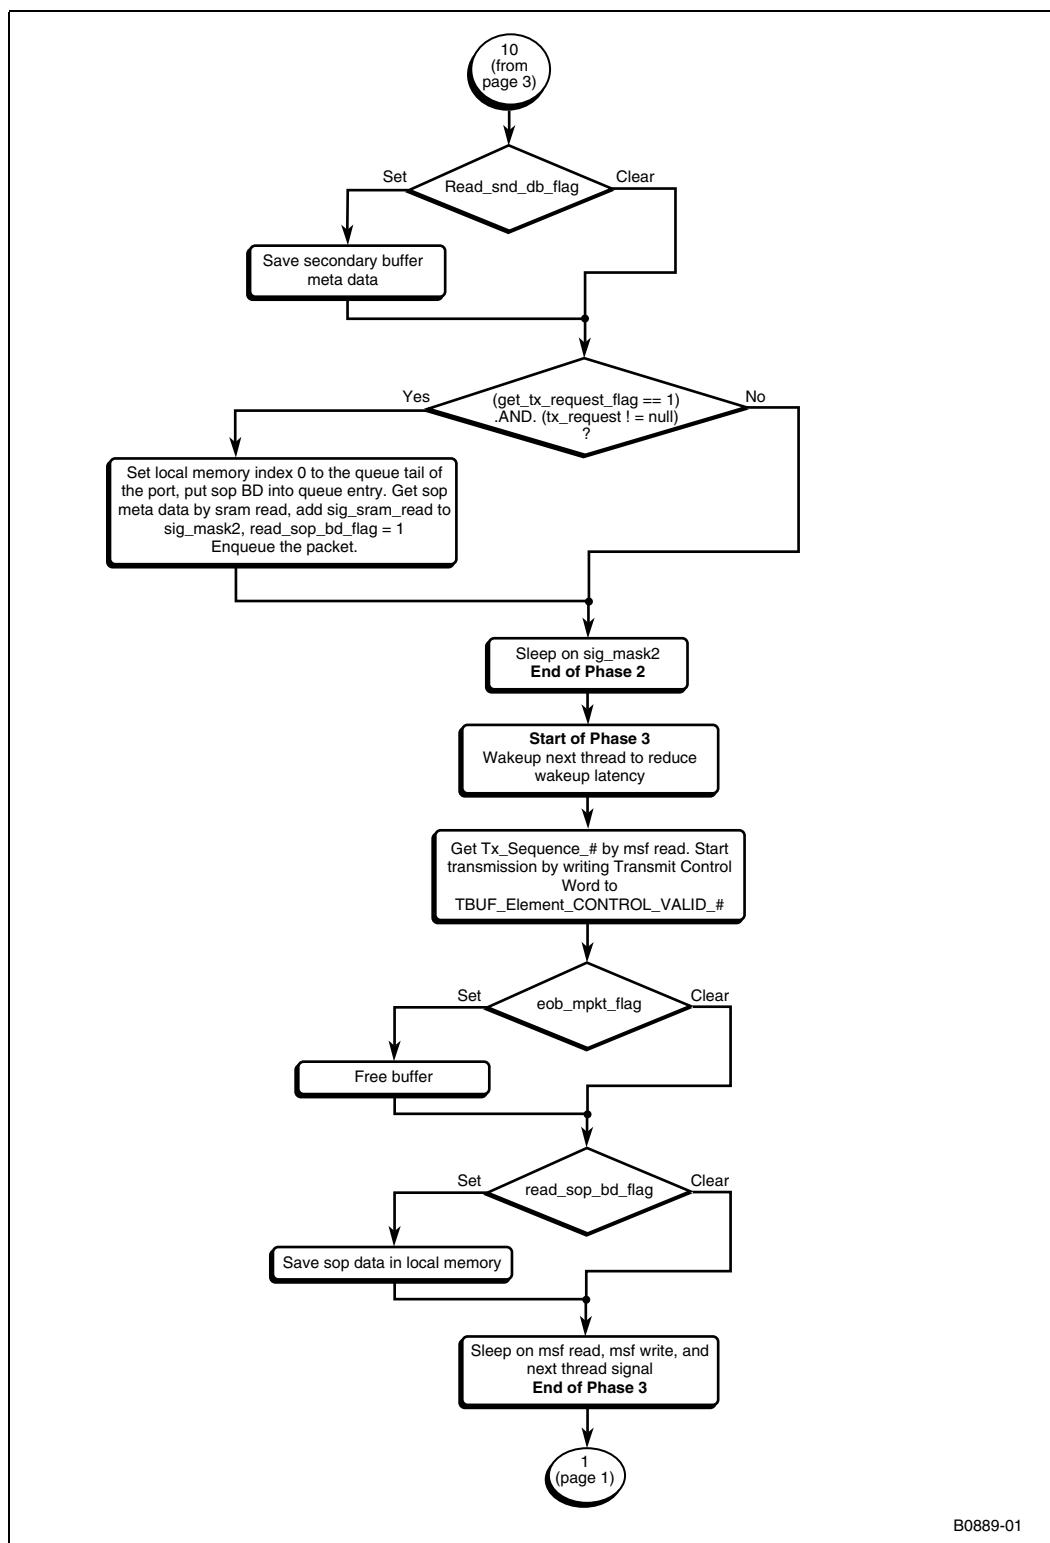 10
(from
page 3)
Set
Read_snd_db_flag
Clear
Save secondary buffer
meta data
Yes
(get_tx_request_flag == 1)
.AND. (tx_request ! = null)
?
No
Set local memory index 0 to the queue tail of
the port, put sop BD into queue entry. Get sop
meta data by sram read, add sig_sram_read to
sig_mask2, read_sop_bd_flag = 1
Enqueue the packet.
Sleep on sig_mask2
End of Phase 2
Start of Phase 3
Wakeup next thread to reduce
wakeup latency
Get Tx_Sequence_# by msf read. Start
transmission by writing Transmit Control
Word to
TBUF_Element_CONTROL_VALID_#
Set
eob_mpkt_flag
Clear
Free buffer
Set
read_sop_bd_flag
Clear
Save sop data in local memory
Sleep on msf read, msf write, and
next thread signal
End of Phase 3
1
(page 1)
B0889-01